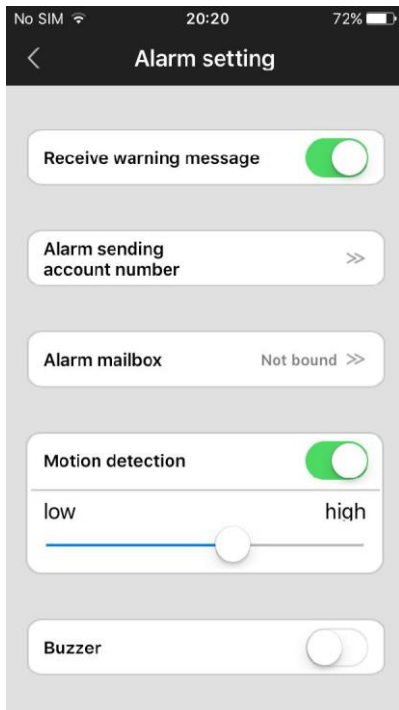 No SIM 20:20 72%
Alarm setting
Receive warning message
Alarm sending
account number
Alarm mailbox Not bound
Motion detection
low high
Buzzer